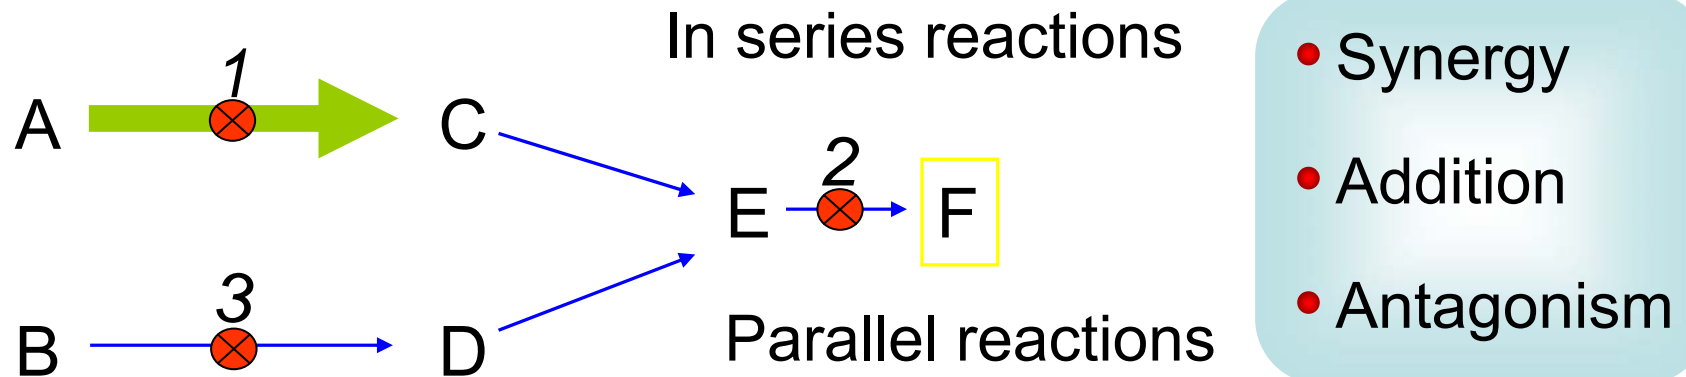 In series reactions
1
A
C
2
E
F
3
B
D
Parallel reactions
• Synergy
• Addition
• Antagonism